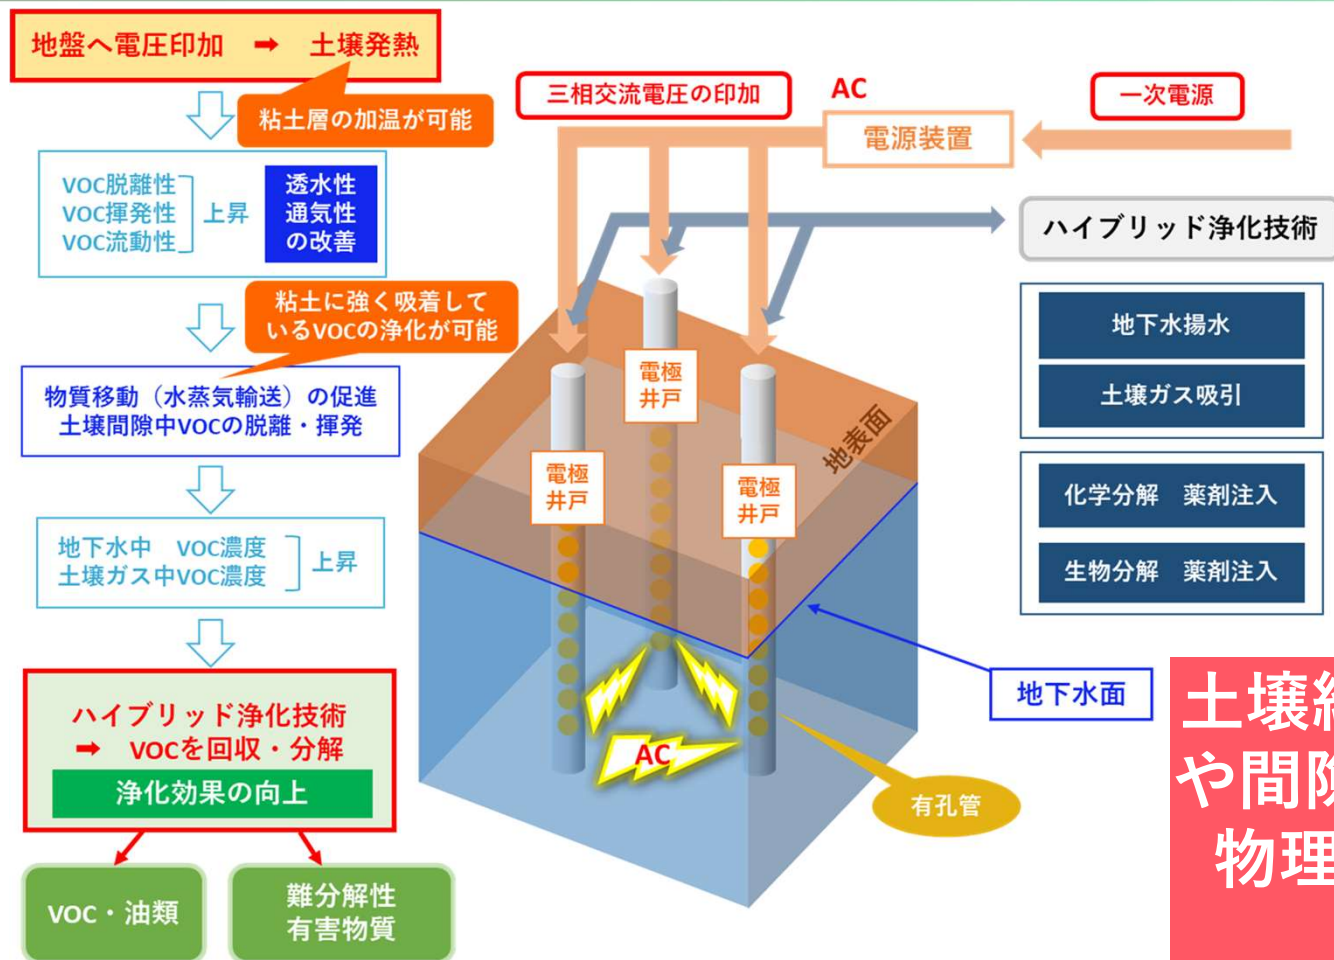 地盤へ電圧印加　➡　土壌発熱
粘土層の加温が可能
VOC脱離性
VOC揮発性
VOC流動性
上昇
透水性
通気性
の改善
粘土に強く吸着して
いるVOCの浄化が可能
物質移動（水蒸気輸送）の促進
土壌間隙中VOCの脱離・揮発
地下水中　VOC濃度
土壌ガス中VOC濃度
上昇
ハイブリッド浄化技術
➡　VOCを回収・分解
浄化効果の向上
VOC・油類
難分解性
有害物質
三相交流電圧の印加
AC
一次電源
電源装置
ハイブリッド浄化技術
地下水揚水
土壌ガス吸引
化学分解　薬剤注入
生物分解　薬剤注入
電極
井戸
電極
井戸
電極
井戸
地表面
AC
地下水面
有孔管
土壌
や間
物理